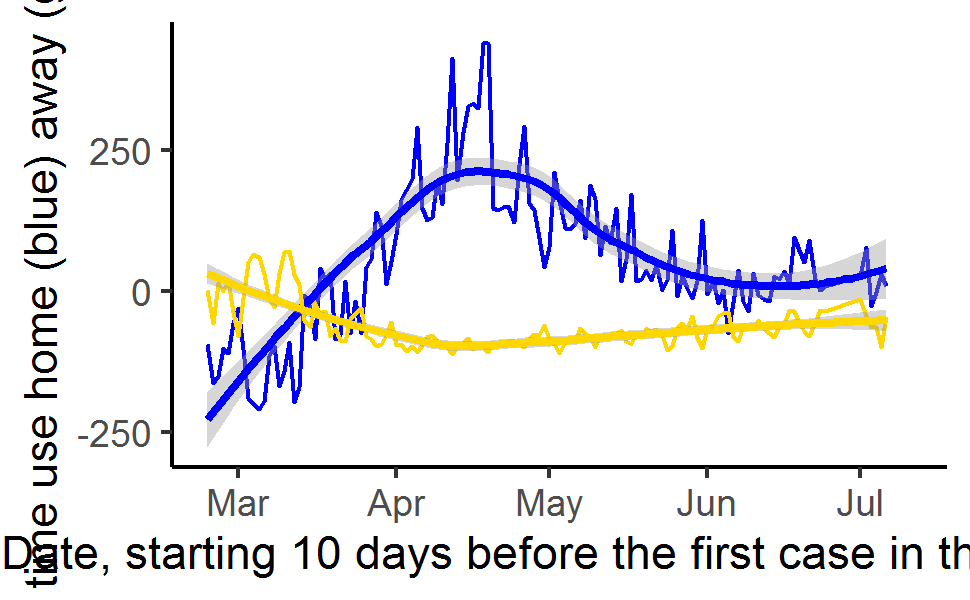 time use home (blue) away (
250
0
-250
Mar Apr May Jun Jul
Date, starting 10 days before the first case in th